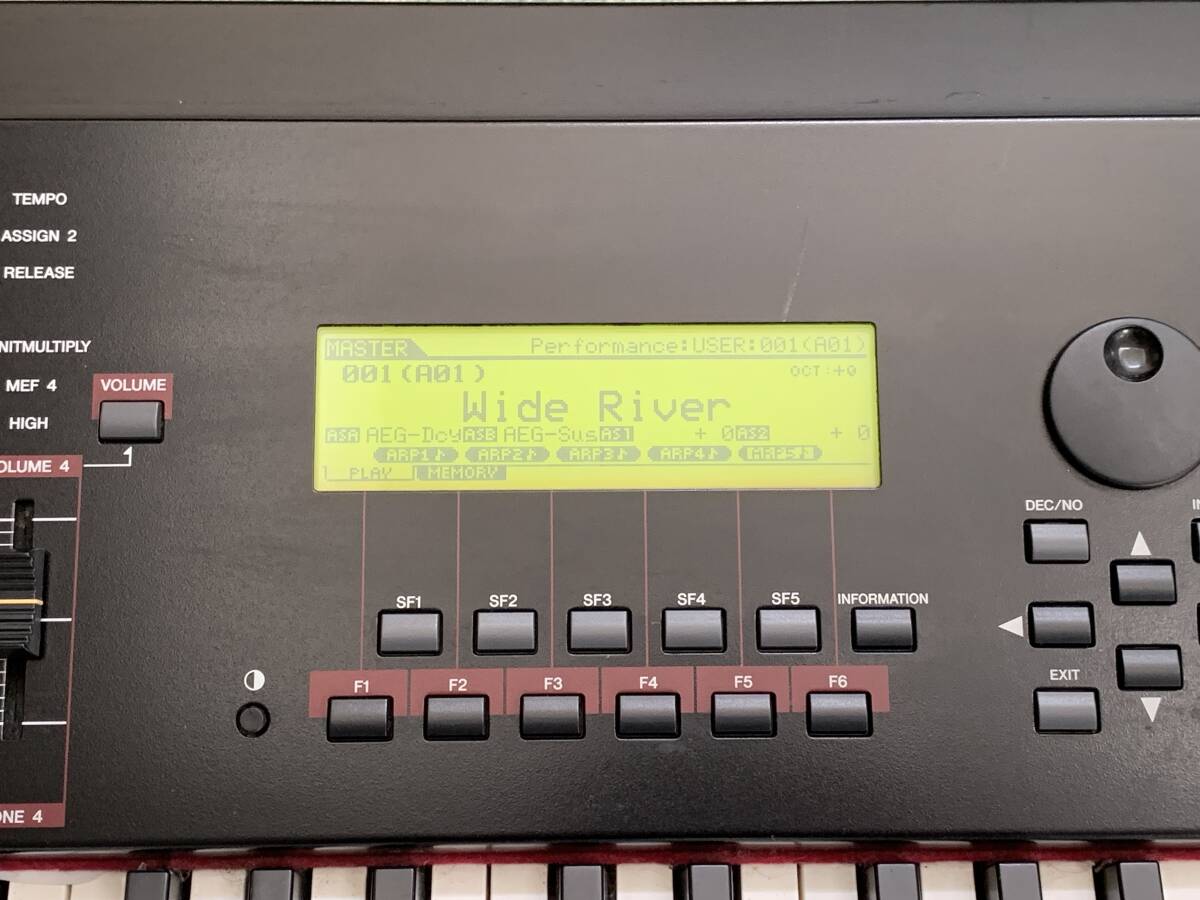 TEMPO
ASSIGN 2
RELEASE
NITMULTIPLY
MEF 4
HIGH
VOLUME
OLUME 4
NE 4
MASTER Performance:USER:001(A01)
001(A01) OCT:+0
Wide River
ASA AEG-Dcy ASB AEG-Sus AS1 + 0 AS2 + 0
ARP1♪ ARP2♪ ARP3♪ ARP4♪ ARP5♪
PLAY MEMORY
SF1 SF2 SF3 SF4 SF5 INFORMATION
F1 F2 F3 F4 F5 F6
DEC/NO IN
EXIT